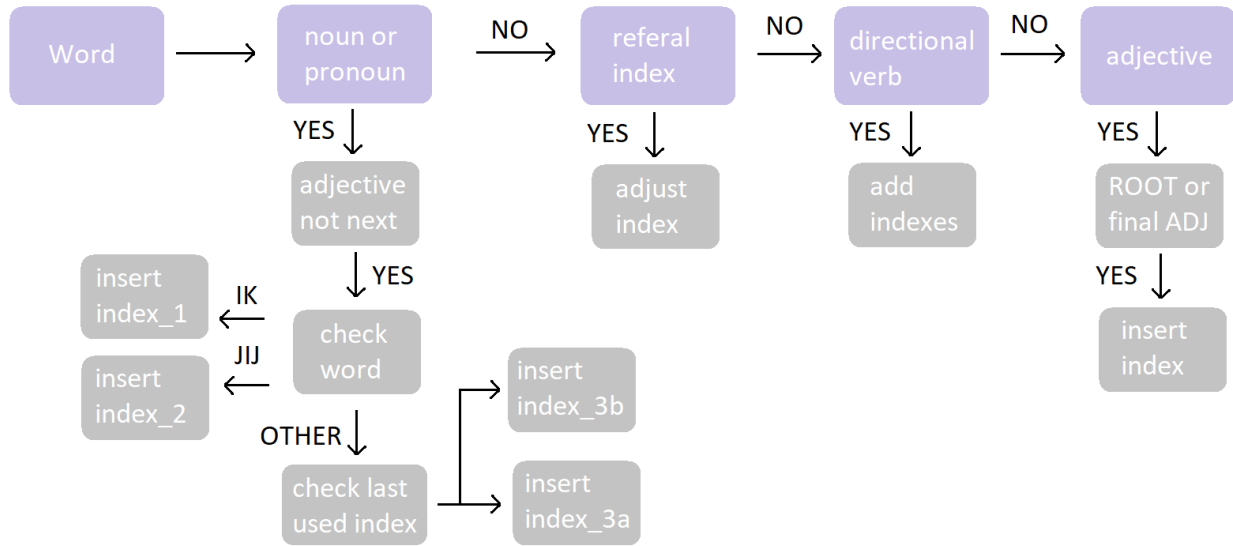 Word
noun or
pronoun
NO
referal
index
NO
directional
verb
NO
adjective
YES
YES
YES
YES
adjective
not next
adjust
index
add
indexes
ROOT or
final ADJ
YES
YES
insert
index_1
IK
check
word
insert
index
JIJ
insert
index_2
insert
index_3b
OTHER
check last
used index
insert
index_3a